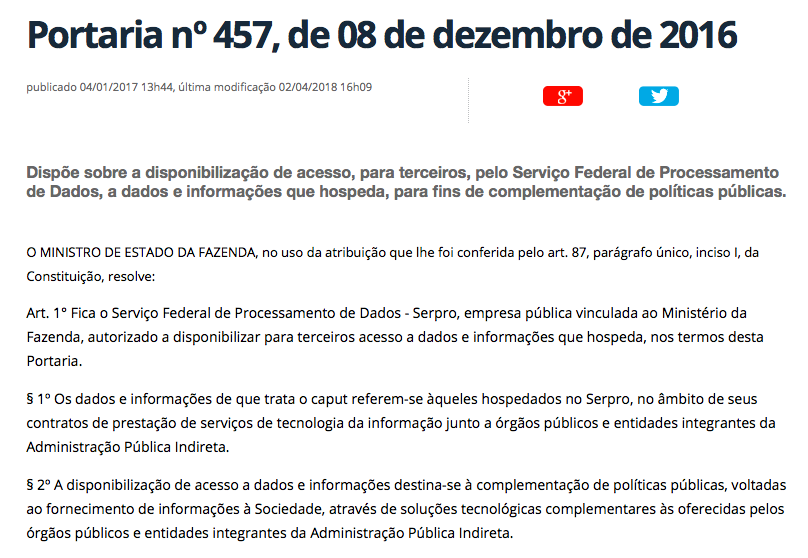 Portaria nº 457, de 08 de dezembro de 2016
publicado 04/01/2017 13h44, última modificação 02/04/2018 16h09
g+
Dispõe sobre a disponibilização de acesso, para terceiros, pelo Serviço Federal de Processamento
de Dados, a dados e informações que hospeda, para fins de complementação de políticas públicas.
O MINISTRO DE ESTADO DA FAZENDA, no uso da atribuição que lhe foi conferida pelo art. 87, parágrafo único, inciso I, da
Constituição, resolve:
Art. 1° Fica o Serviço Federal de Processamento de Dados - Serpro, empresa pública vinculada ao Ministério da
Fazenda, autorizado a disponibilizar para terceiros acesso a dados e informações que hospeda, nos termos desta
Portaria.
§ 1º Os dados e informações de que trata o caput referem-se àqueles hospedados no Serpro, no âmbito de seus
contratos de prestação de serviços de tecnologia da informação junto a órgãos públicos e entidades integrantes da
Administração Pública Indireta.
§ 2º A disponibilização de acesso a dados e informações destina-se à complementação de políticas públicas, voltadas
ao fornecimento de informações à Sociedade, através de soluções tecnológicas complementares às oferecidas pelos
órgãos públicos e entidades integrantes da Administração Pública Indireta.